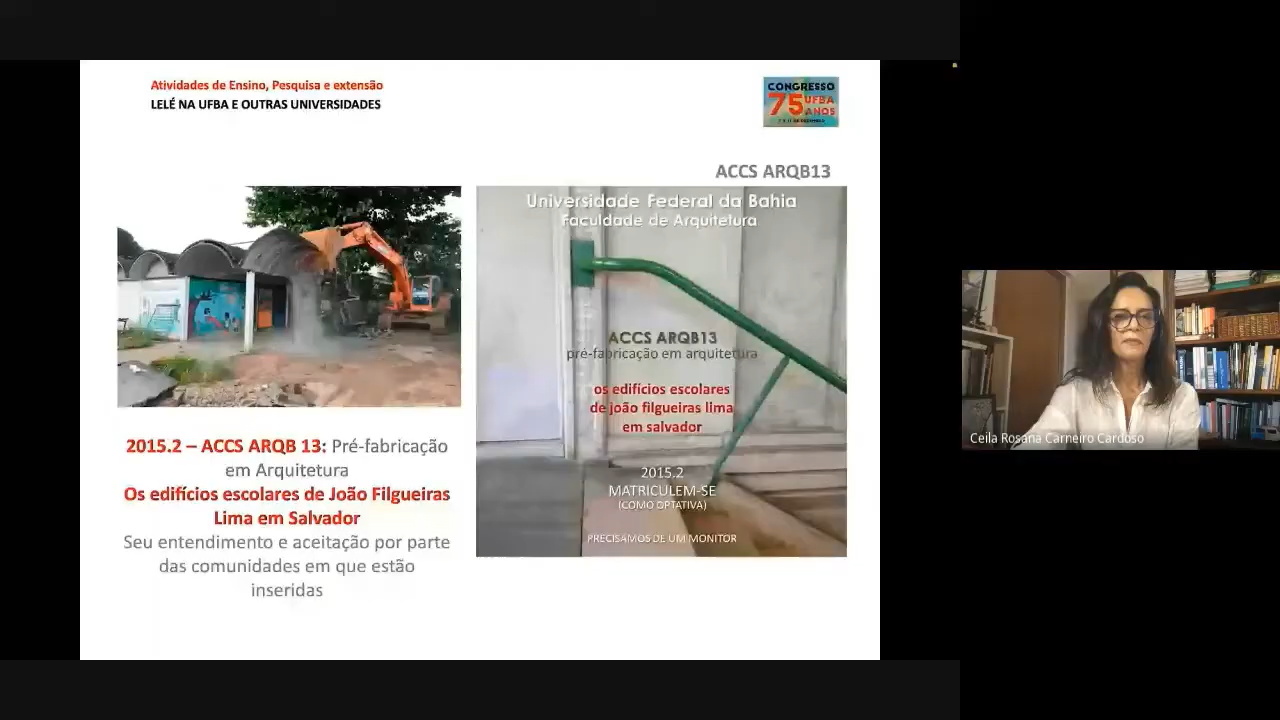 Atividades de Ensino, Pesquisa e extensão
LELÉ NA UFBA E OUTRAS UNIVERSIDADES
CONGRESSO
75 UFBA
ANOS
ACCS ARQB13
Universidade Federal da Bahia
Faculdade de Arquitetura
ACCS ARQB13
pré-fabricação em arquitetura
os edifícios escolares
de joão filgueiras lima
em salvador
2015.2
MATRICULEM-SE
(COMO OPTATIVA)
PRECISAMOS DE UM MONITOR
2015.2 – ACCS ARQB 13: Pré-fabricação
em Arquitetura
Os edifícios escolares de João Filgueiras
Lima em Salvador
Seu entendimento e aceitação por parte
das comunidades em que estão
inseridas
Ceila Rosana Carneiro Cardoso